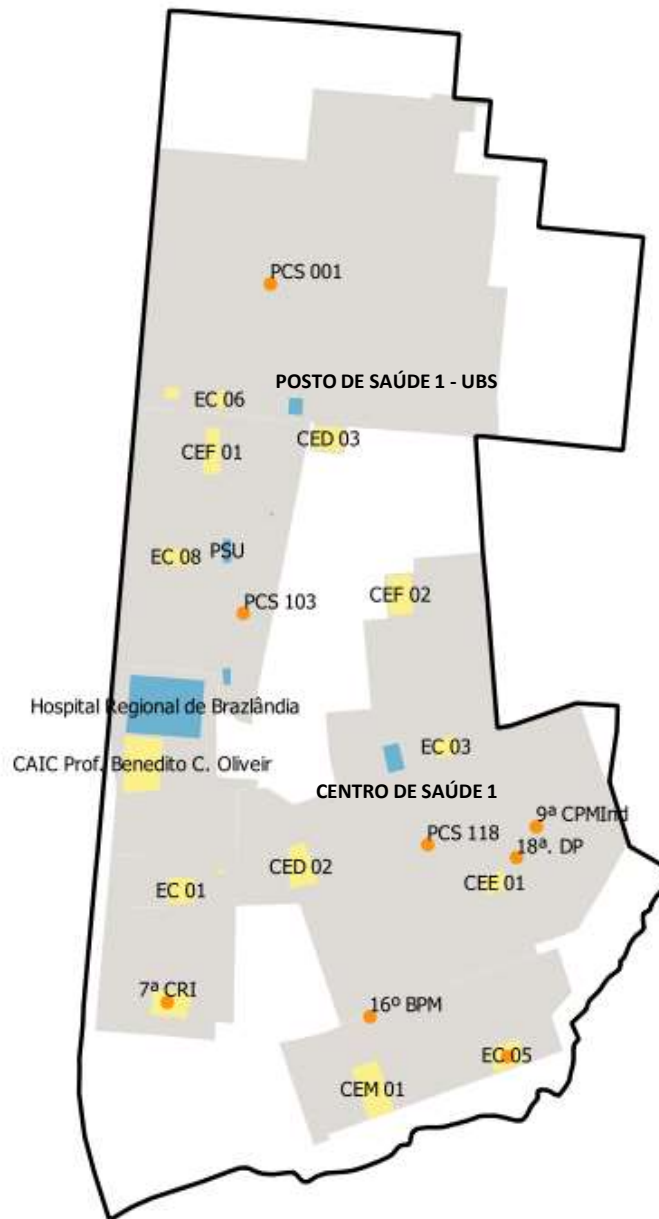 PCS 001
POSTO DE SAÚDE 1 - UBS
EC 06
CED 03
CEF 01
EC 08
PSU
PCS 103
CEF 02
Hospital Regional de Brazlândia
EC 03
CAIC Prof. Benedito C. Oliveir
CENTRO DE SAÚDE 1
9ª CPMInd
PCS 118
18ª. DP
CED 02
CEE 01
EC 01
7ª CRI
16º BPM
EC 05
CEM 01